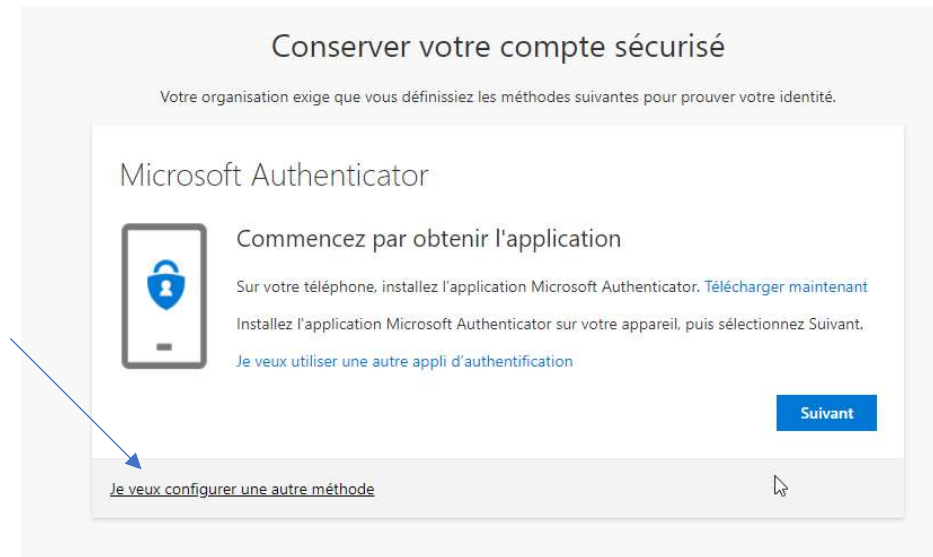 Conserver votre compte sécurisé
Votre organisation exige que vous définissiez les méthodes suivantes pour prouver votre identité.
Microsoft Authenticator
Commencez par obtenir l'application
Sur votre téléphone, installez l'application Microsoft Authenticator. Télécharger maintenant
Installez l'application Microsoft Authenticator sur votre appareil, puis sélectionnez Suivant.
Je veux utiliser une autre appli d'authentification
Suivant
Je veux configurer une autre méthode